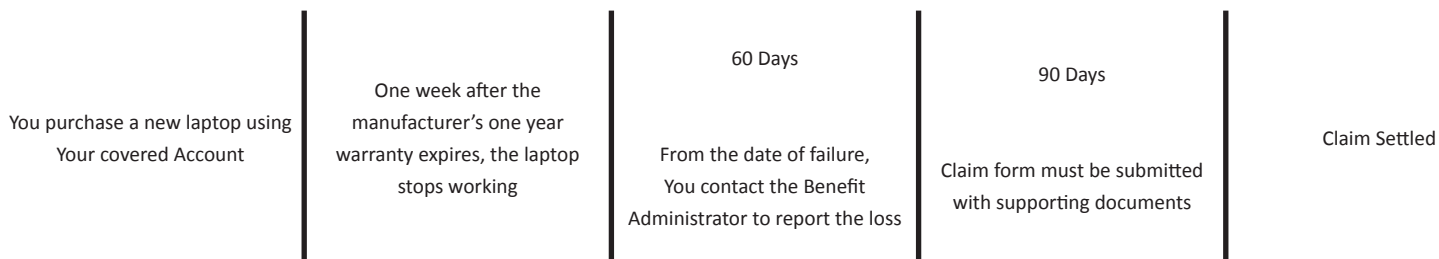 You purchase a new laptop using
Your covered Account
One week after the
manufacturer’s one year
warranty expires, the laptop
stops working
60 Days
From the date of failure,
You contact the Benefit
Administrator to report the loss
90 Days
Claim form must be submitted
with supporting documents
Claim Settled